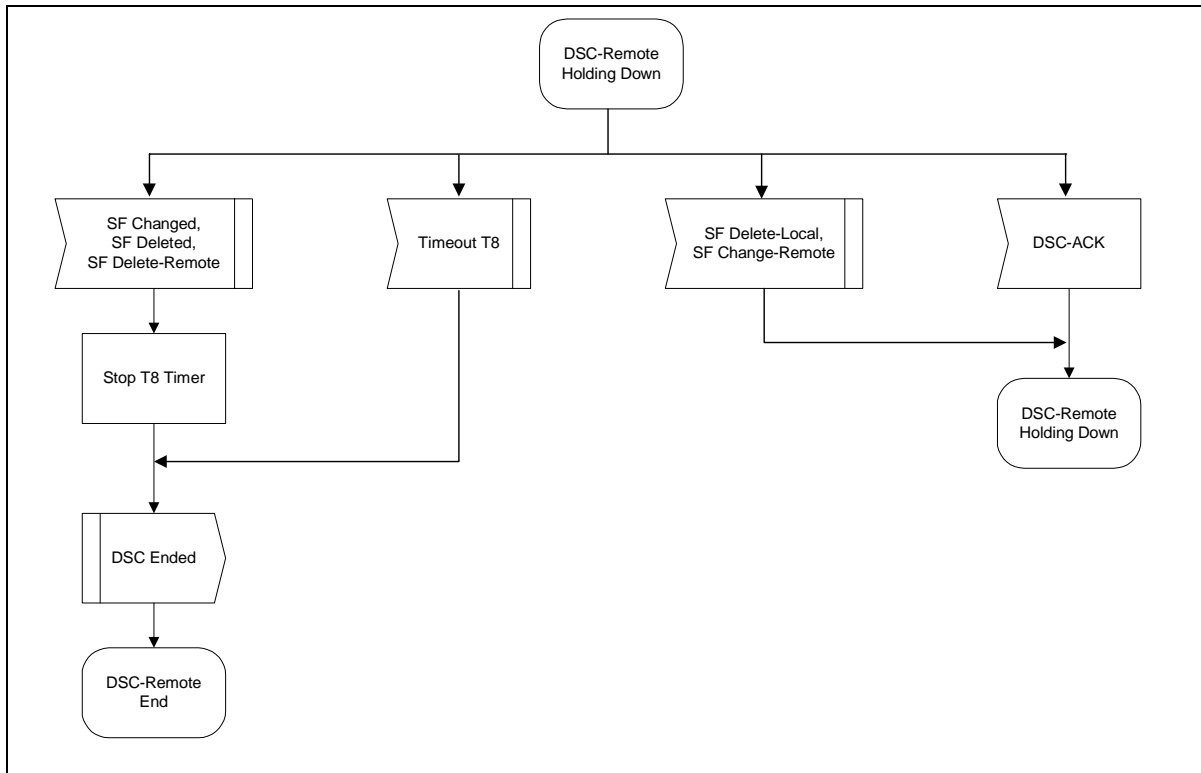 DSC-Remote
Holding Down
SF Changed,
SF Deleted,
SF Delete-Remote
Timeout T8
SF Delete-Local,
SF Change-Remote
DSC-ACK
Stop T8 Timer
DSC-Remote
Holding Down
DSC Ended
DSC-Remote
End